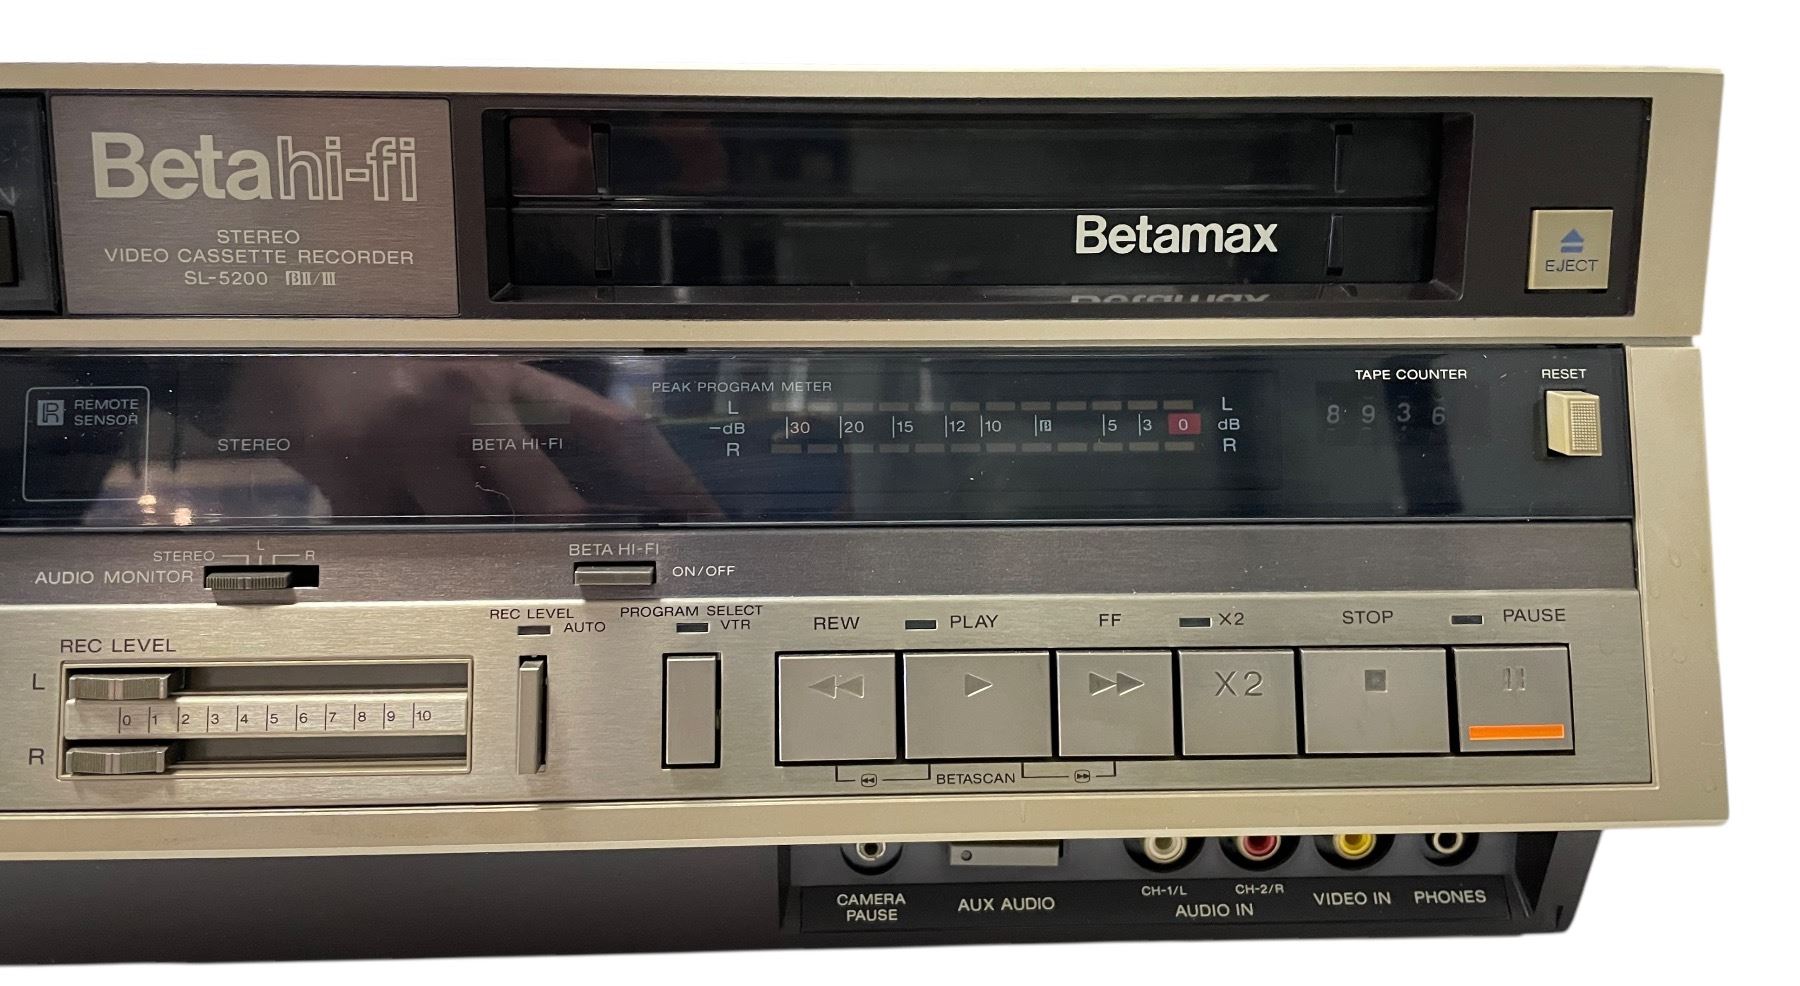 Beta hi-fi
STEREO
VIDEO CASSETTE RECORDER
SL-5200 βII/III
Betamax
EJECT
REMOTE
SENSOR
STEREO
BETA HI-FI
PEAK PROGRAM METER
L L
-dB 30 20 15 12 10 β 5 3 0 dB
R R
TAPE COUNTER
8936
RESET
STEREO L R
AUDIO MONITOR
BETA HI-FI
ON/OFF
REC LEVEL
L
0 1 2 3 4 5 6 7 8 9 10
R
REC LEVEL
AUTO
PROGRAM SELECT
VTR
REW PLAY FF X2 STOP PAUSE
X2
BETASCAN
CAMERA
PAUSE
AUX AUDIO
CH-1/L CH-2/R
AUDIO IN
VIDEO IN
PHONES